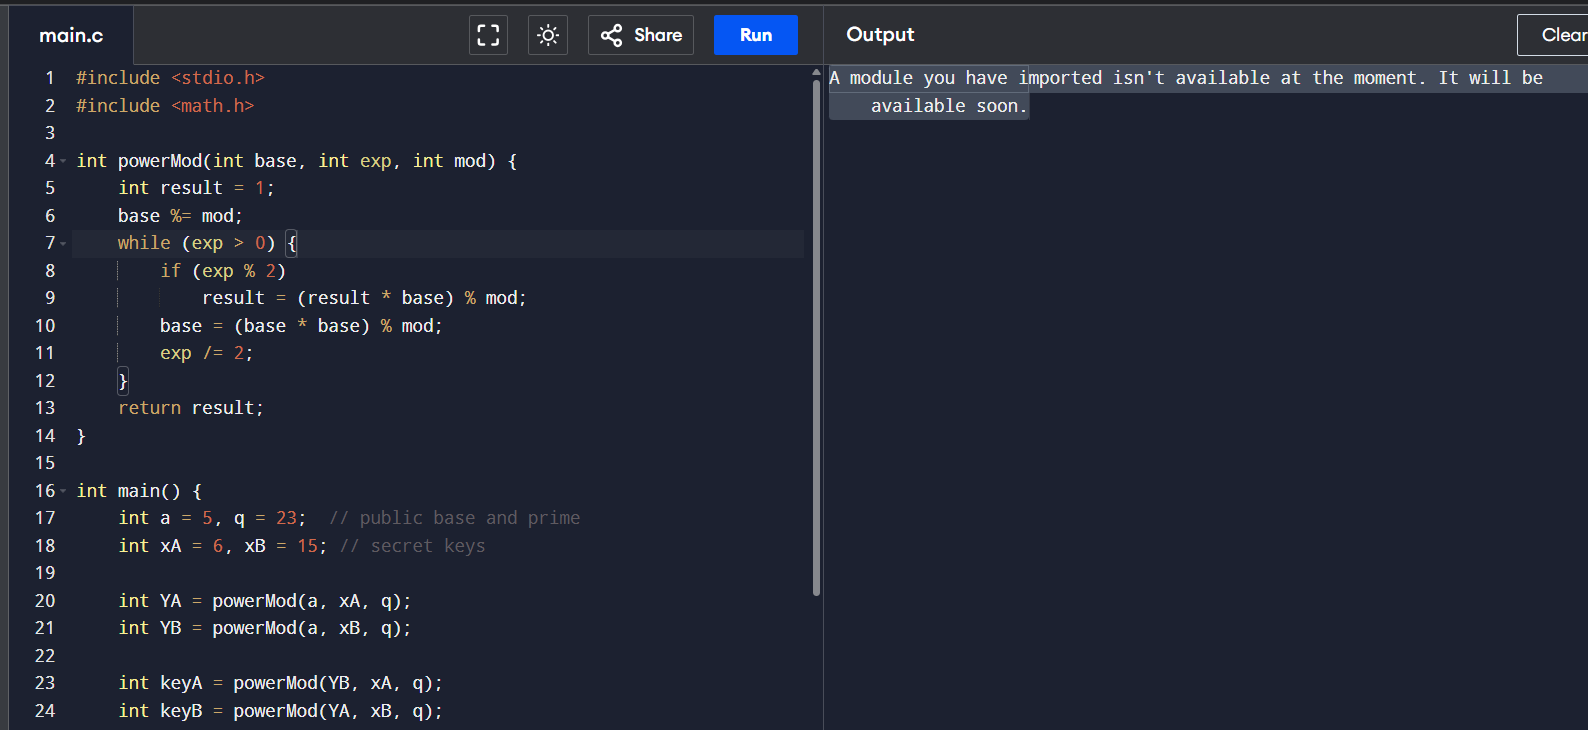 main.c
Share
Run
Output
Clear
1 #include <stdio.h>
2 #include <math.h>
3
4 int powerMod(int base, int exp, int mod) {
5     int result = 1;
6     base %= mod;
7     while (exp > 0) {
8         if (exp % 2)
9             result = (result * base) % mod;
10         base = (base * base) % mod;
11         exp /= 2;
12     }
13     return result;
14 }
15
16 int main() {
17     int a = 5, q = 23;  // public base and prime
18     int xA = 6, xB = 15; // secret keys
19
20     int YA = powerMod(a, xA, q);
21     int YB = powerMod(a, xB, q);
22
23     int keyA = powerMod(YB, xA, q);
24     int keyB = powerMod(YA, xB, q);
A module you have imported isn't available at the moment. It will be
available soon.